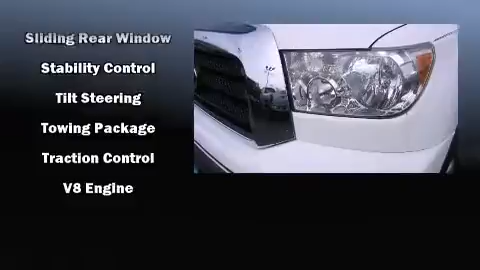 Sliding Rear Window
Stability Control
Tilt Steering
Towing Package
Traction Control
V8 Engine